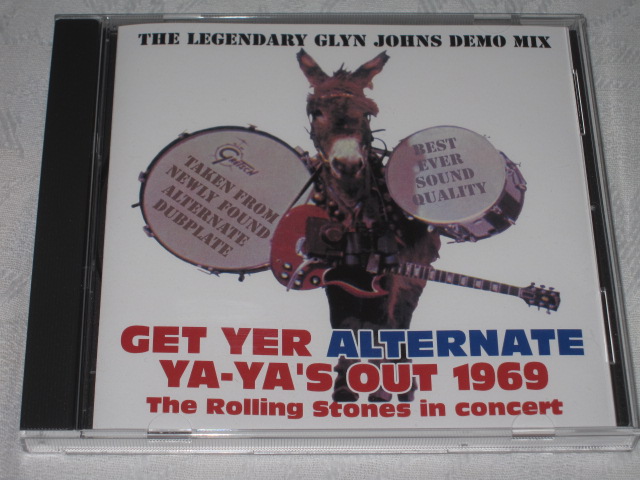 THE LEGENDARY GLYN JOHNS DEMO MIX
Gretsch
TAKEN FROM
NEWLY FOUND
ALTERNATE
DUBPLATE
BEST
EVER
SOUND
QUALITY
GET YER ALTERNATE
YA-YA'S OUT 1969
The Rolling Stones in concert